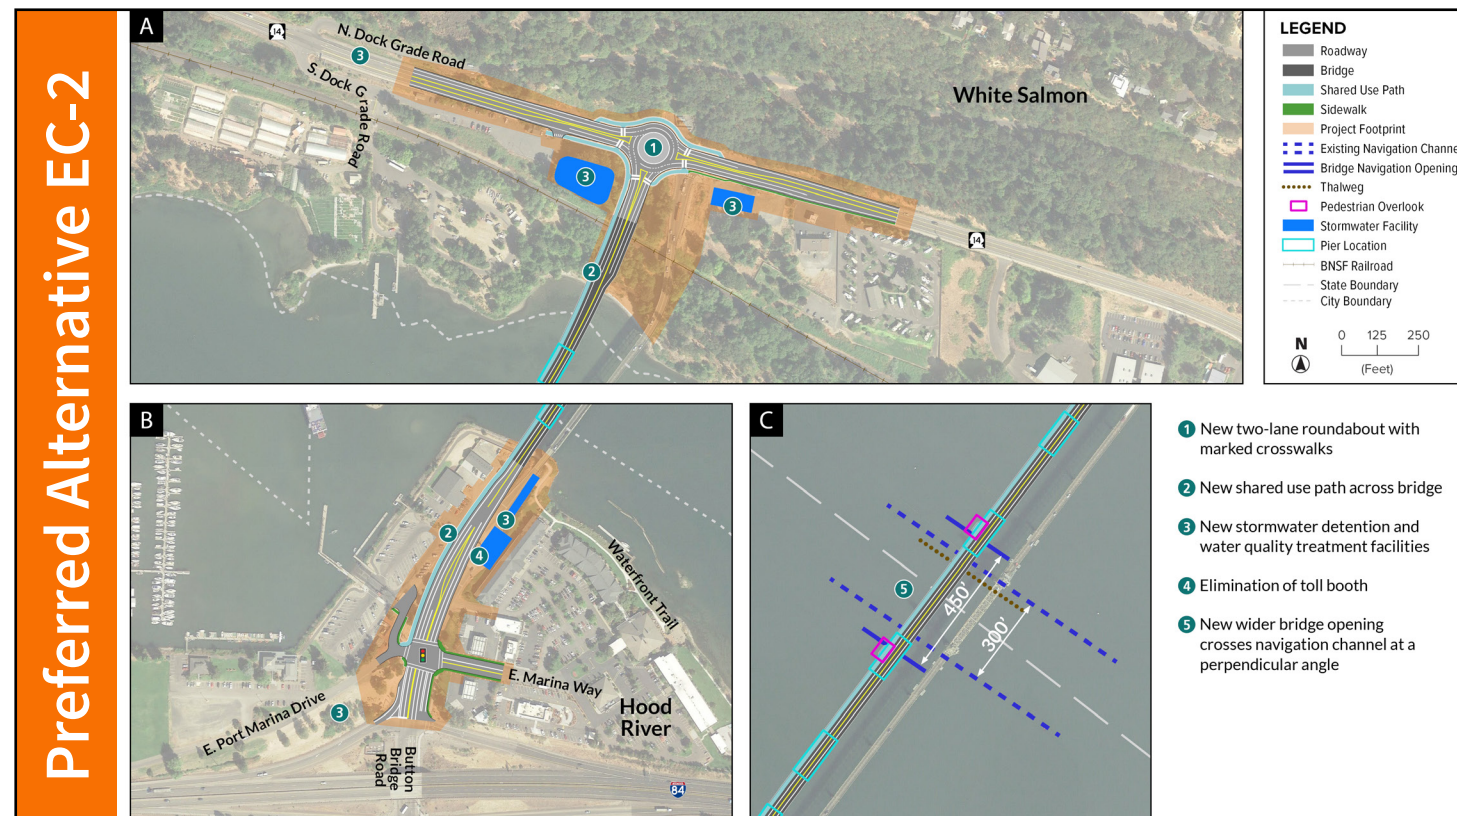 Preferred Alternative EC-2
A
14
N. Dock Grade Road
3
S. Dock Grade Road
White Salmon
1
3
3
2
14
LEGEND
Roadway
Bridge
Shared Use Path
Sidewalk
Project Footprint
Existing Navigation Channe
Bridge Navigation Opening
Thalweg
Pedestrian Overlook
Stormwater Facility
Pier Location
BNSF Railroad
State Boundary
City Boundary
N
0 125 250
(Feet)
B
2
3
4
Waterfront Trail
E. Marina Way
Hood
River
E. Port Marina Drive
3
Button
Bridge
Road
84
C
5
450'
300'
1 New two-lane roundabout with
marked crosswalks
2 New shared use path across bridge
3 New stormwater detention and
water quality treatment facilities
4 Elimination of toll booth
5 New wider bridge opening
crosses navigation channel at a
perpendicular angle